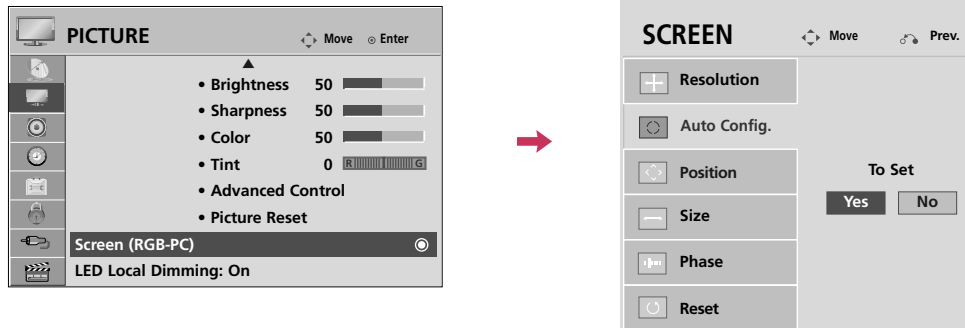 PICTURE
Move Enter
• Brightness 50
• Sharpness 50
• Color 50
• Tint 0 R G
• Advanced Control
• Picture Reset
Screen (RGB-PC)
LED Local Dimming: On
SCREEN
Move Prev.
Resolution
Auto Config.
Position
Size
Phase
Reset
To Set
Yes No